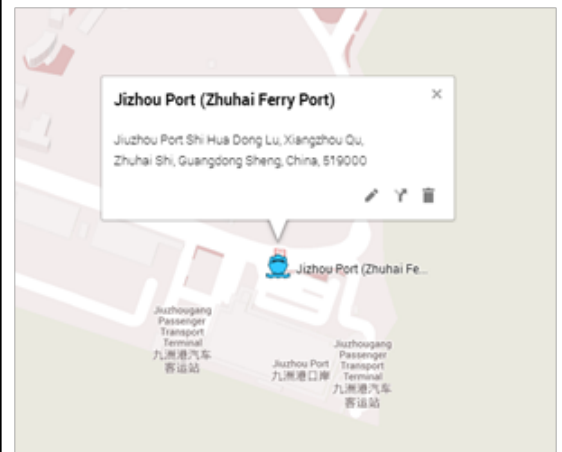 Jizhou Port (Zhuhai Ferry Port)
×
Jiuzhou Port Shi Hua Dong Lu, Xiangzhou Qu,
Zhuhai Shi, Guangdong Sheng, China, 519000
Jizhou Port (Zhuhai Fe...
Jiuzhougang
Passenger
Transport
Terminal
九洲港汽车
客运站
Jiuzhou Port
九洲港口岸
Jiuzhougang
Passenger
Transport
Terminal
九洲港汽车
客运站